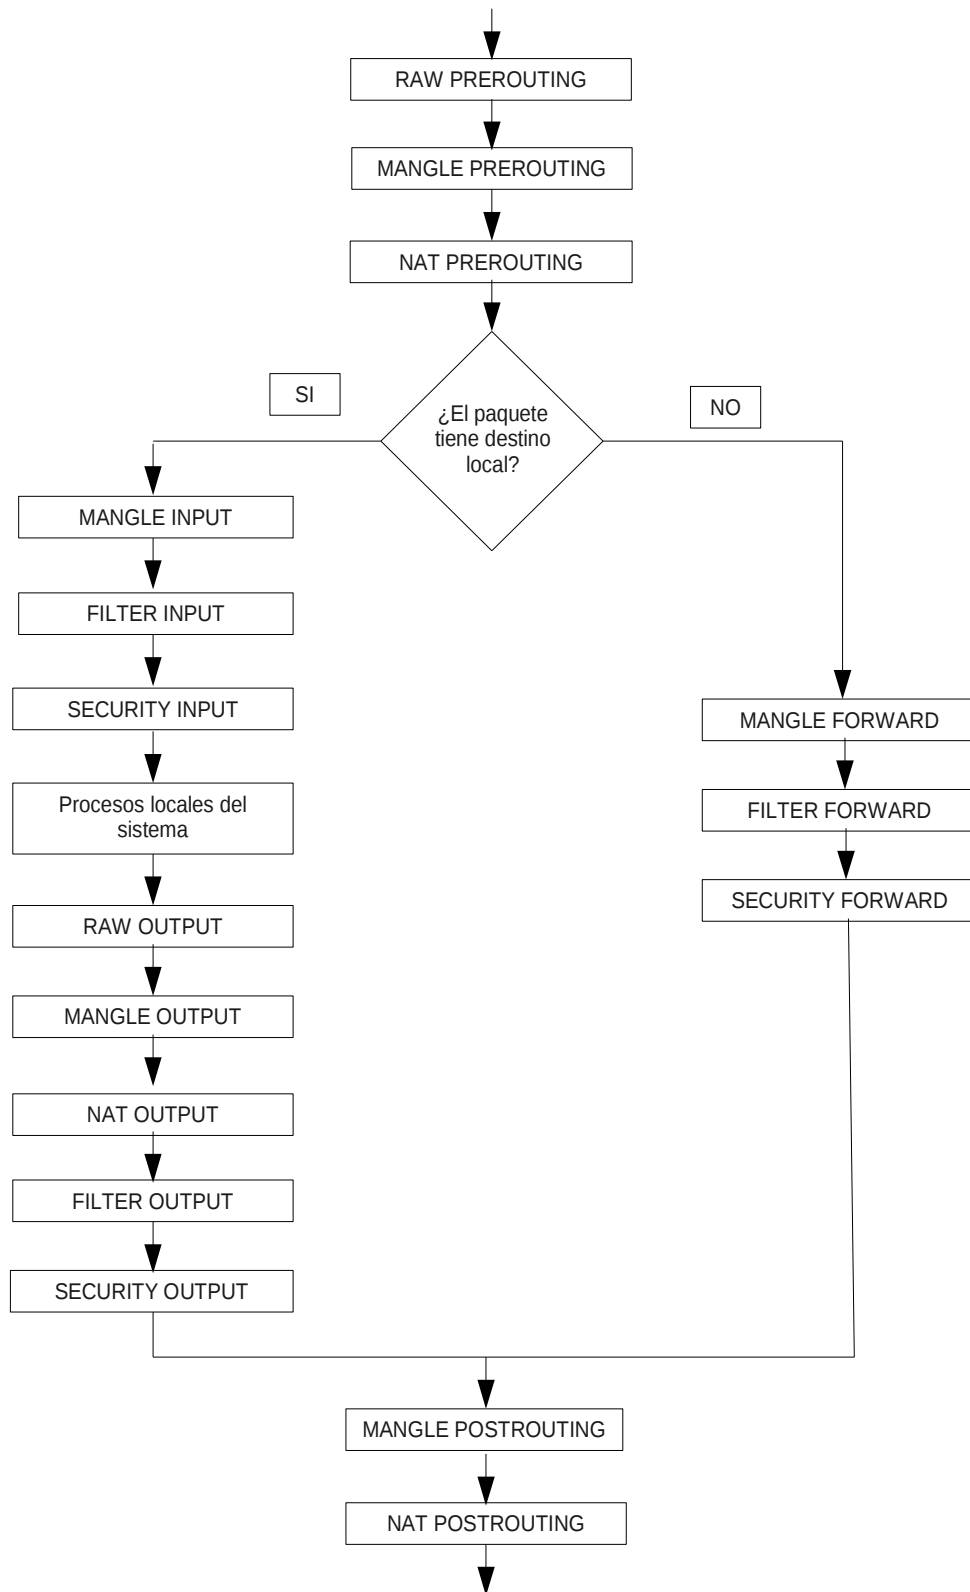 RAW PREROUTING
MANGLE PREROUTING
NAT PREROUTING
SI
¿El paquete
tiene destino
local?
NO
MANGLE INPUT
FILTER INPUT
SECURITY INPUT
Procesos locales del
sistema
RAW OUTPUT
MANGLE OUTPUT
NAT OUTPUT
FILTER OUTPUT
SECURITY OUTPUT
MANGLE FORWARD
FILTER FORWARD
SECURITY FORWARD
MANGLE POSTROUTING
NAT POSTROUTING